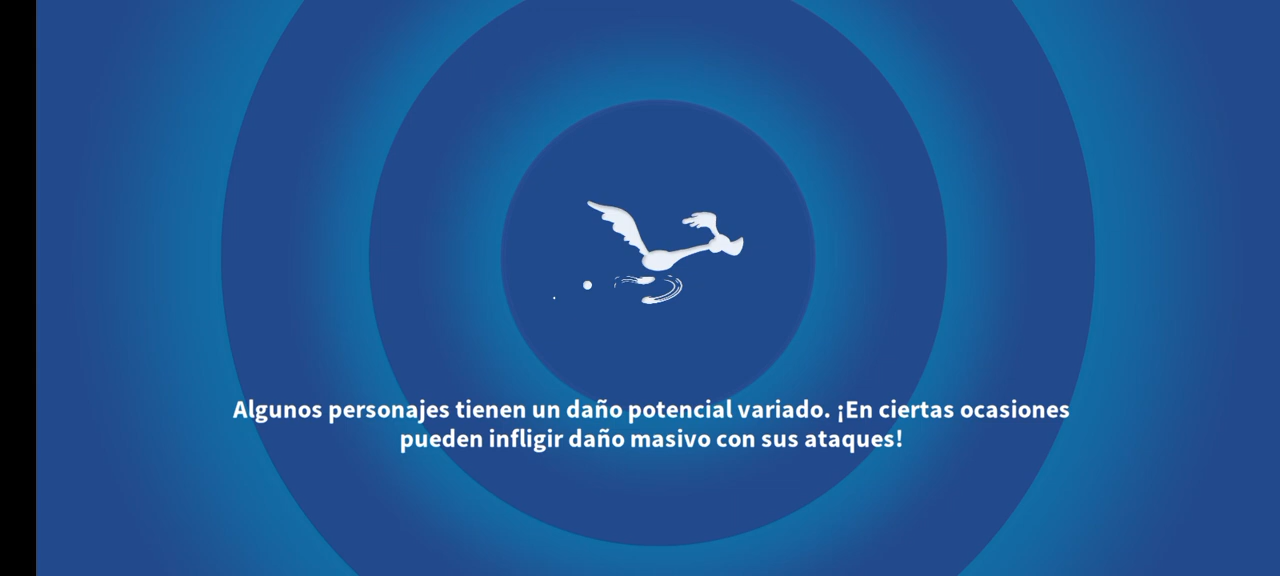 Algunos personajes tienen un daño potencial variado. ¡En ciertas ocasiones
pueden infligir daño masivo con sus ataques!